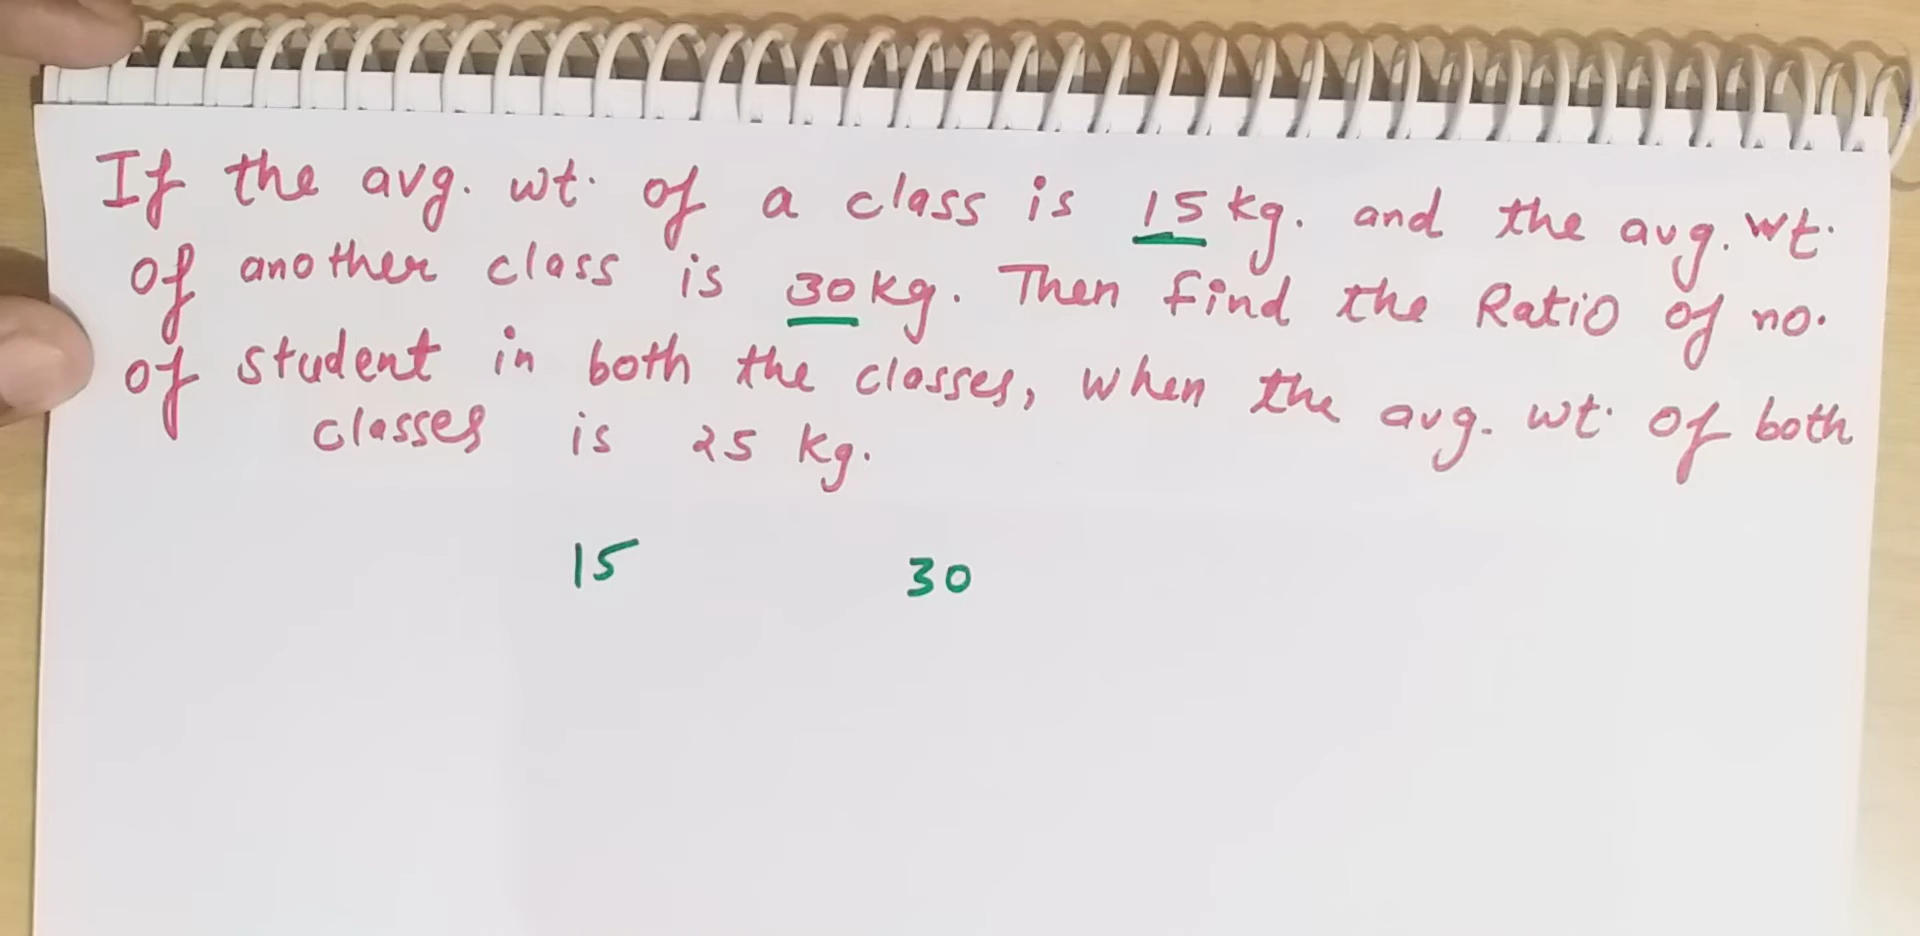 If the avg. wt. of a class is 15 kg. and the avg. wt.
of another class is 30 kg. Then find the Ratio of no.
of student in both the classes, when the avg. wt. of both
classes is 25 kg.
15 30